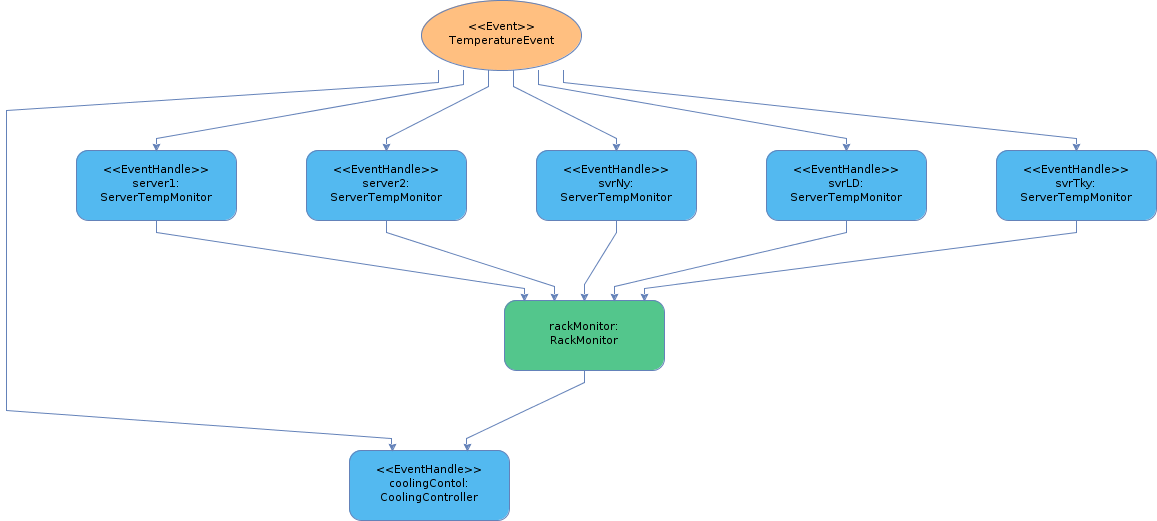 <<Event>>
TemperatureEvent
<<EventHandle>>
server1:
ServerTempMonitor
<<EventHandle>>
server2:
ServerTempMonitor
<<EventHandle>>
svrNy:
ServerTempMonitor
<<EventHandle>>
svrLD:
ServerTempMonitor
<<EventHandle>>
svrTky:
ServerTempMonitor
rackMonitor:
RackMonitor
<<EventHandle>>
coolingContol:
CoolingController